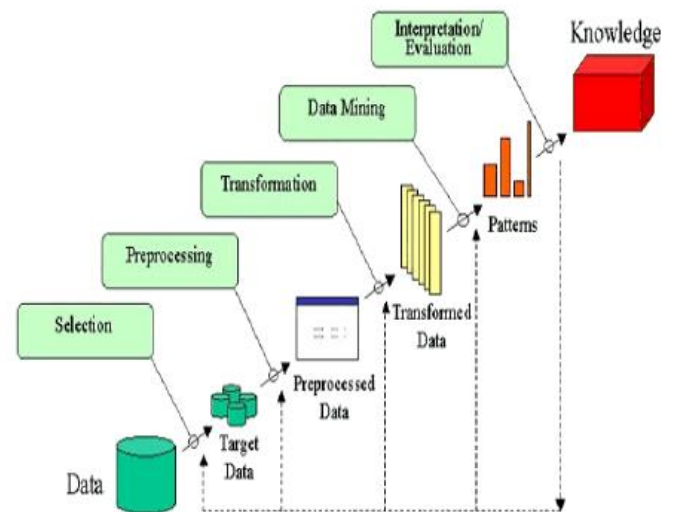 Interpretation/
Evaluation
Knowledge
Data Mining
Transformation
Patterns
Preprocessing
Transformed
Data
Selection
Preprocessed
Data
Target
Data
Data